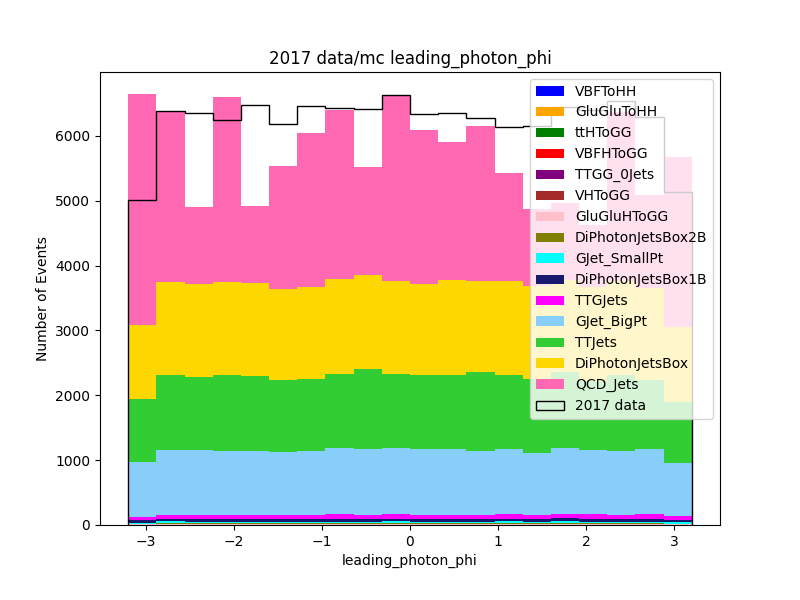 2017 data/mc leading_photon_phi
Number of Events
6000
5000
4000
3000
2000
1000
0
−3
−2
−1
0
1
2
3
leading_photon_phi
VBFToHH
GluGluToHH
ttHToGG
VBFHToGG
TTGG_0Jets
VHToGG
GluGluHToGG
DiPhotonJetsBox2B
GJet_SmallPt
DiPhotonJetsBox1B
TTGJets
GJet_BigPt
TTJets
DiPhotonJetsBox
QCD_Jets
2017 data